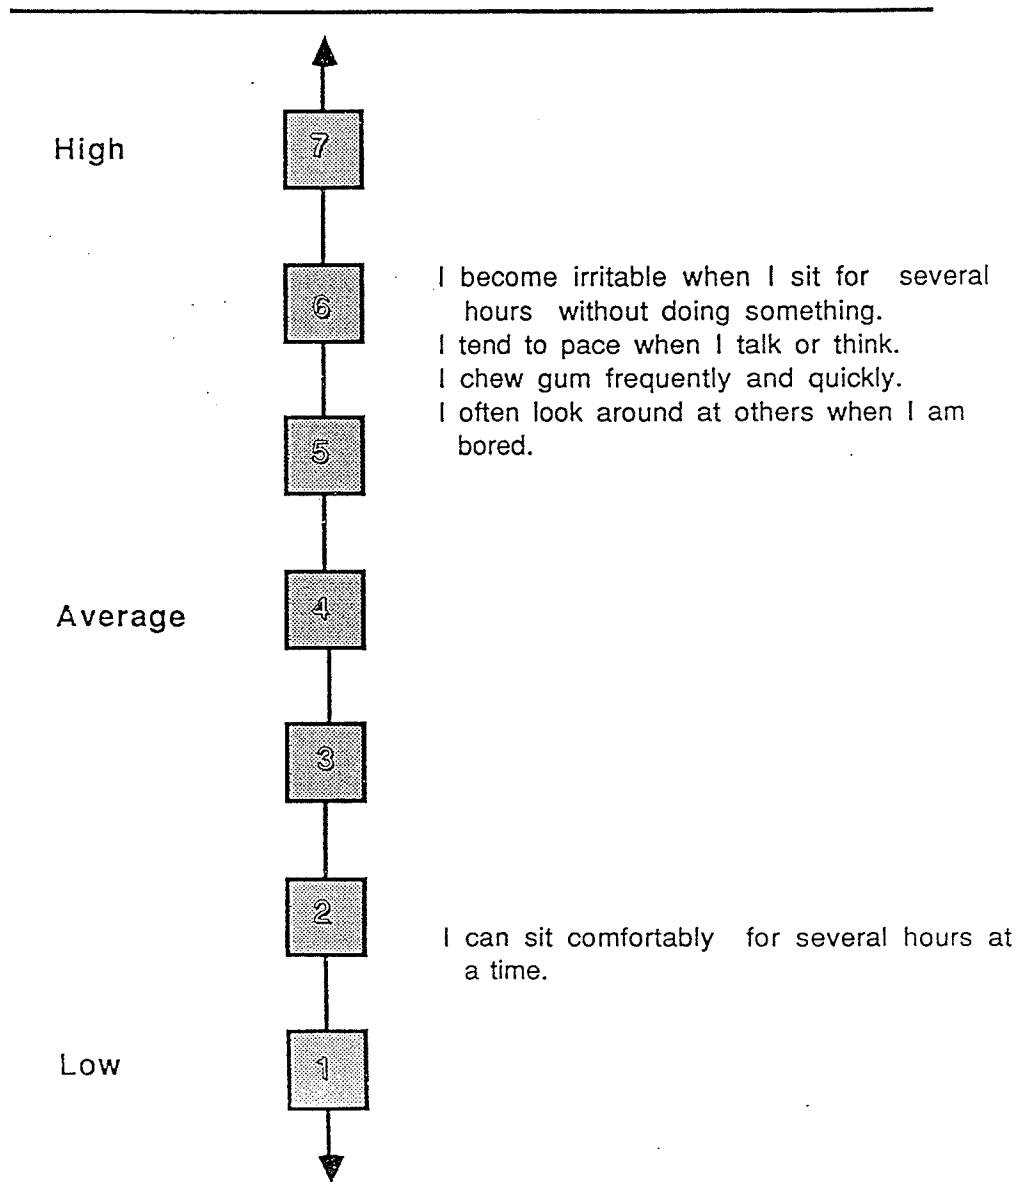 High
7
6
I become irritable when I sit for several
hours without doing something.
I tend to pace when I talk or think.
I chew gum frequently and quickly.
I often look around at others when I am
bored.
5
Average
4
3
2
I can sit comfortably for several hours at
a time.
Low
1